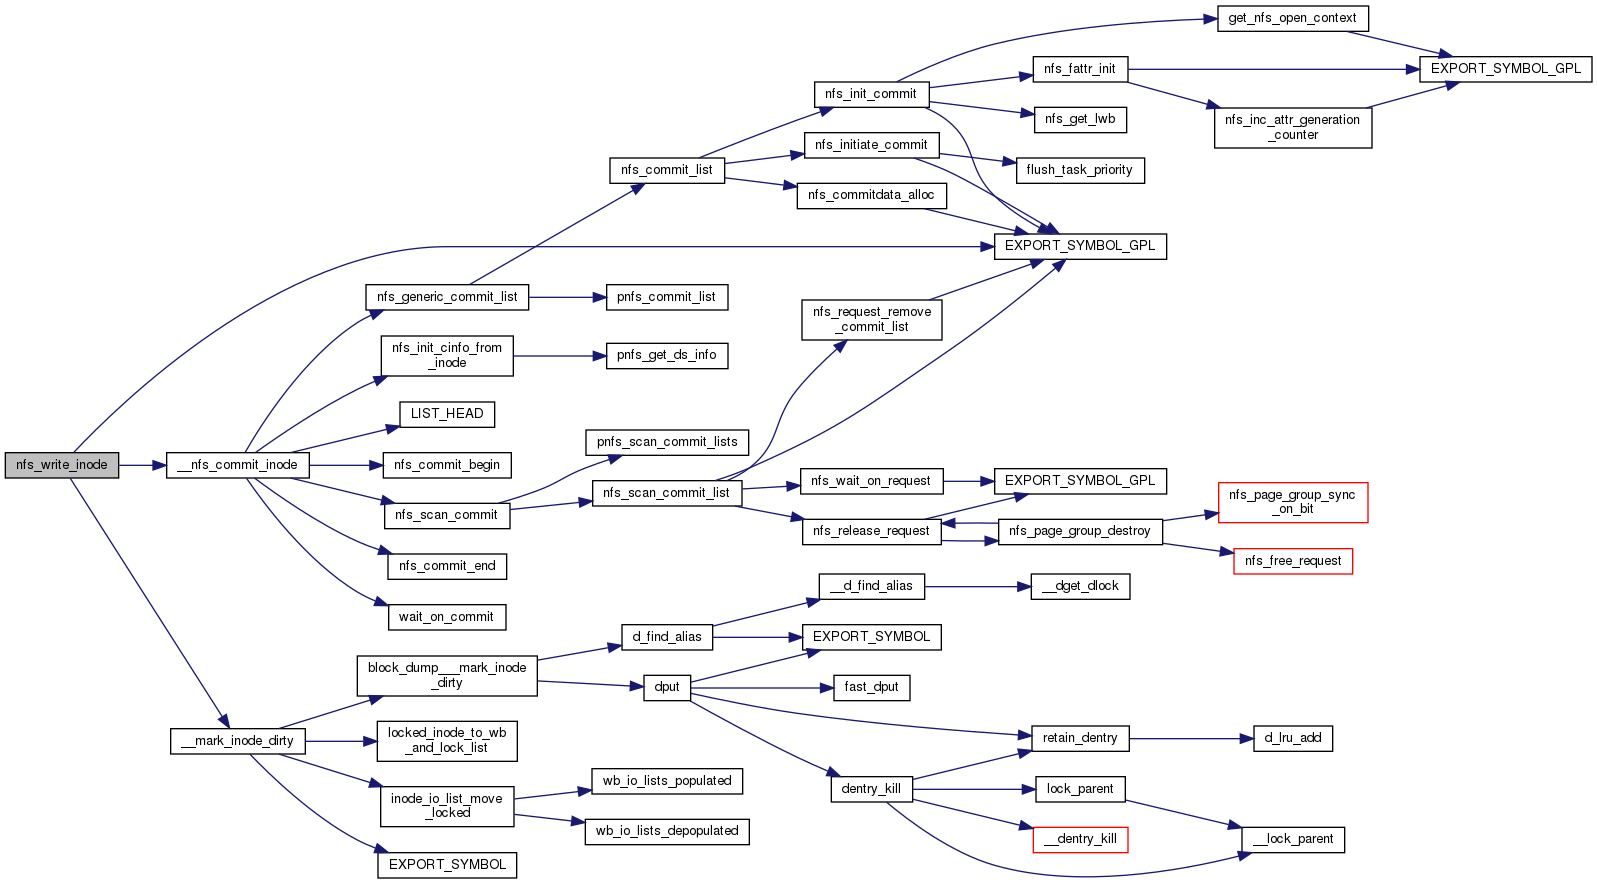 get_nfs_open_context
EXPORT_SYMBOL_GPL
nfs_fattr_init
nfs_init_commit
nfs_get_lwb
nfs_inc_attr_generation
_counter
nfs_initiate_commit
nfs_commit_list
flush_task_priority
nfs_commitdata_alloc
EXPORT_SYMBOL_GPL
nfs_generic_commit_list
pnfs_commit_list
nfs_request_remove
_commit_list
nfs_init_cinfo_from
_inode
pnfs_get_ds_info
LIST_HEAD
pnfs_scan_commit_lists
nfs_write_inode
__nfs_commit_inode
nfs_commit_begin
nfs_scan_commit_list
nfs_wait_on_request
EXPORT_SYMBOL_GPL
nfs_page_group_sync
_on_bit
nfs_scan_commit
nfs_release_request
nfs_page_group_destroy
nfs_free_request
nfs_commit_end
__d_find_alias
__dget_dlock
wait_on_commit
d_find_alias
EXPORT_SYMBOL
block_dump___mark_inode
_dirty
dput
fast_dput
__mark_inode_dirty
locked_inode_to_wb
_and_lock_list
retain_dentry
d_lru_add
wb_io_lists_populated
dentry_kill
lock_parent
inode_io_list_move
_locked
wb_io_lists_depopulated
__dentry_kill
__lock_parent
EXPORT_SYMBOL